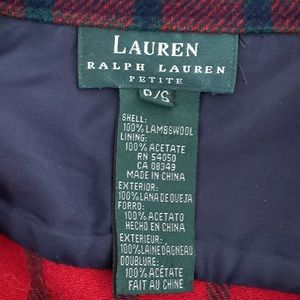 LAUREN
RALPH LAUREN
PETITE
SHELL:
100% LAMBSWOOL
LINING:
100% ACETATE
RN 54050
CA 08349
MADE IN CHINA
EXTERIOR:
100% LANA DE OVEJA
FORRO:
100% ACETATO
HECHO EN CHINA
EXTERIEUR:
100% LAINE D'AGNEAU
DOUBLURE:
100% ACÉTATE
FAIT AU CHINE